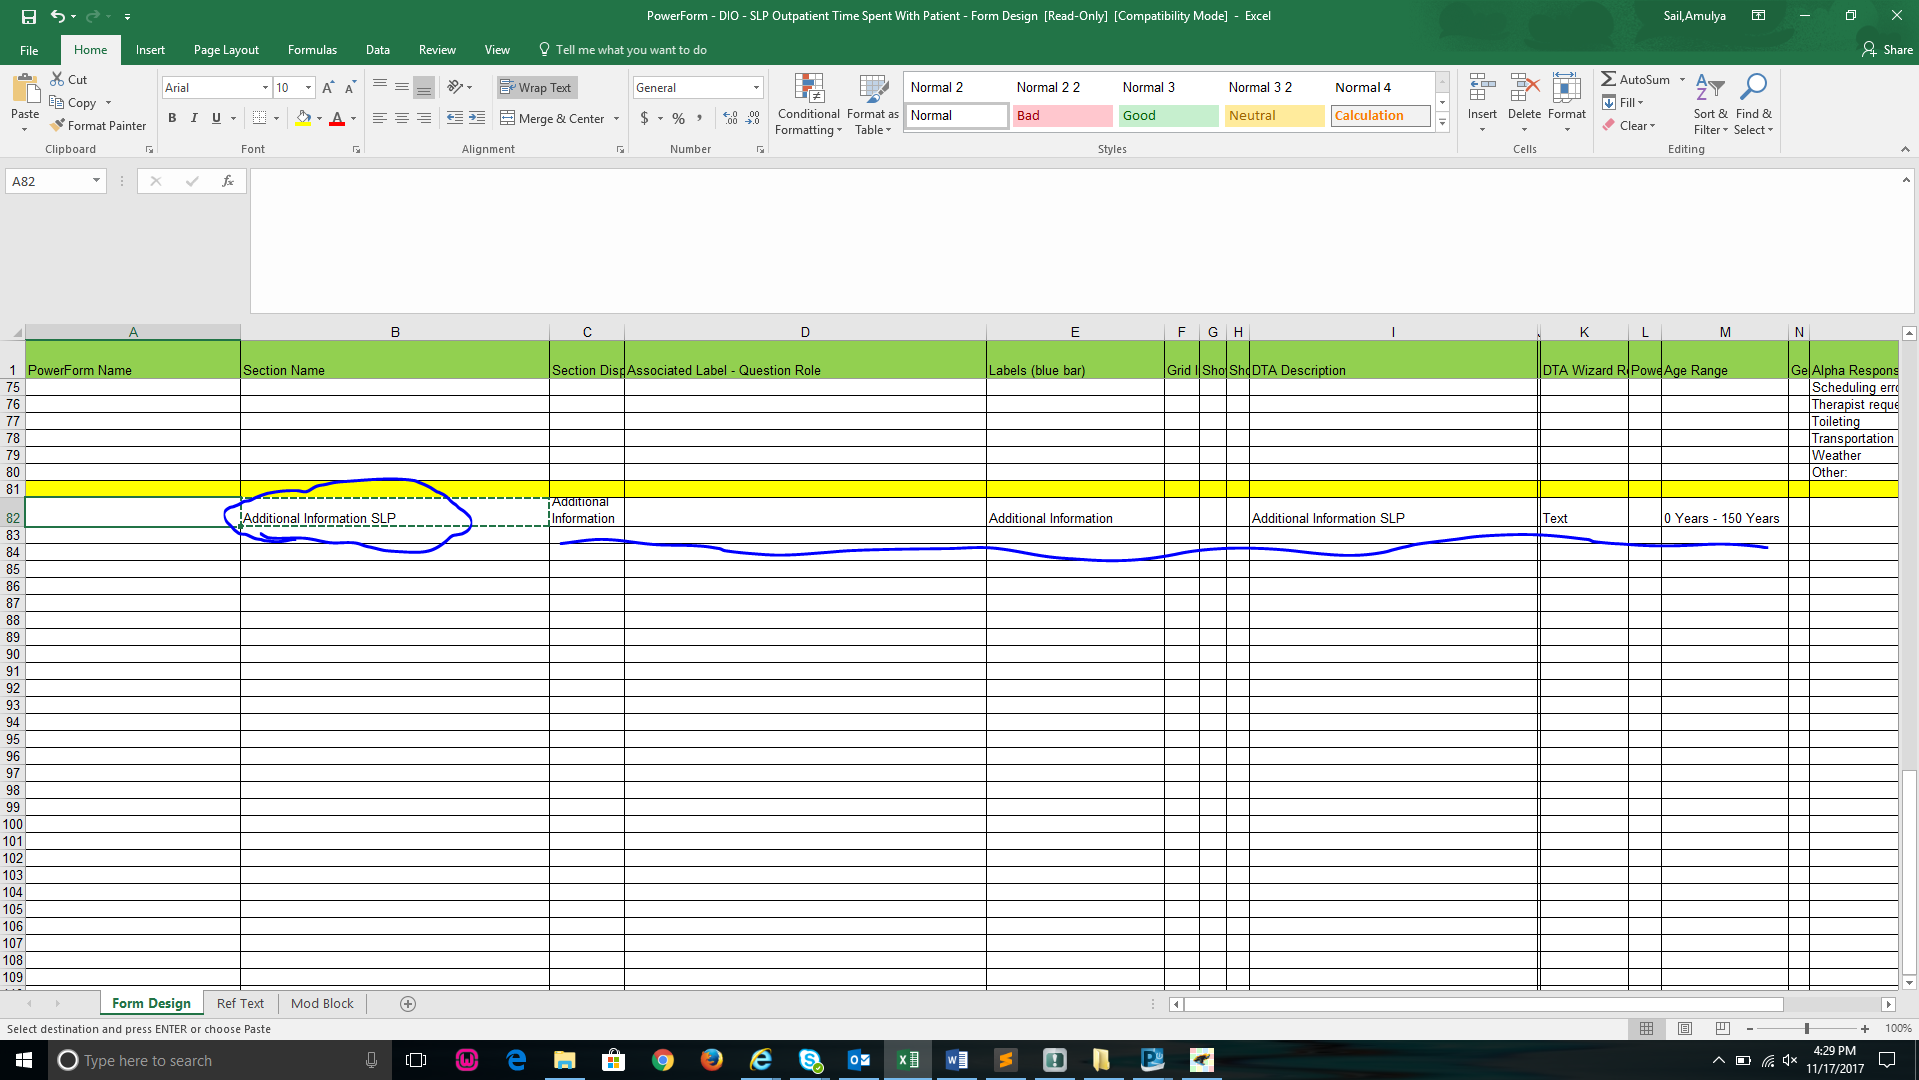 PowerForm - DIO - SLP Outpatient Time Spent With Patient - Form Design [Read-Only] [Compatibility Mode] - Excel
Sail,Amulya
File Home Insert Page Layout Formulas Data Review View Tell me what you want to do Share
Paste Cut
Copy
Format Painter
Clipboard
Arial 10
B I U
Font
Wrap Text
Merge & Center
Alignment
General
$ % ,
Number
Conditional Formatting
Format as Table
Normal 2 Normal 2 2 Normal 3 Normal 3 2 Normal 4
Normal Bad Good Neutral Calculation
Styles
Insert Delete Format
Cells
AutoSum
Fill
Clear
Sort & Filter
Find & Select
Editing
A82 fx
A B C D E F G H I K L M N
1 PowerForm Name Section Name Section Disp Associated Label - Question Role Labels (blue bar) Grid Sho Sho DTA Description DTA Wizard R Powe Age Range Ge Alpha Respons
75 Scheduling erro
76 Therapist reque
77 Toileting
78 Transportation
79 Weather
80 Other:
81
82 Additional Information SLP Additional Information Additional Information Additional Information SLP Text 0 Years - 150 Years
83
84
85
86
87
88
89
90
91
92
93
94
95
96
97
98
99
100
101
102
103
104
105
106
107
108
109
Form Design Ref Text Mod Block
Select destination and press ENTER or choose Paste
100%
Type here to search
4:29 PM
11/17/2017